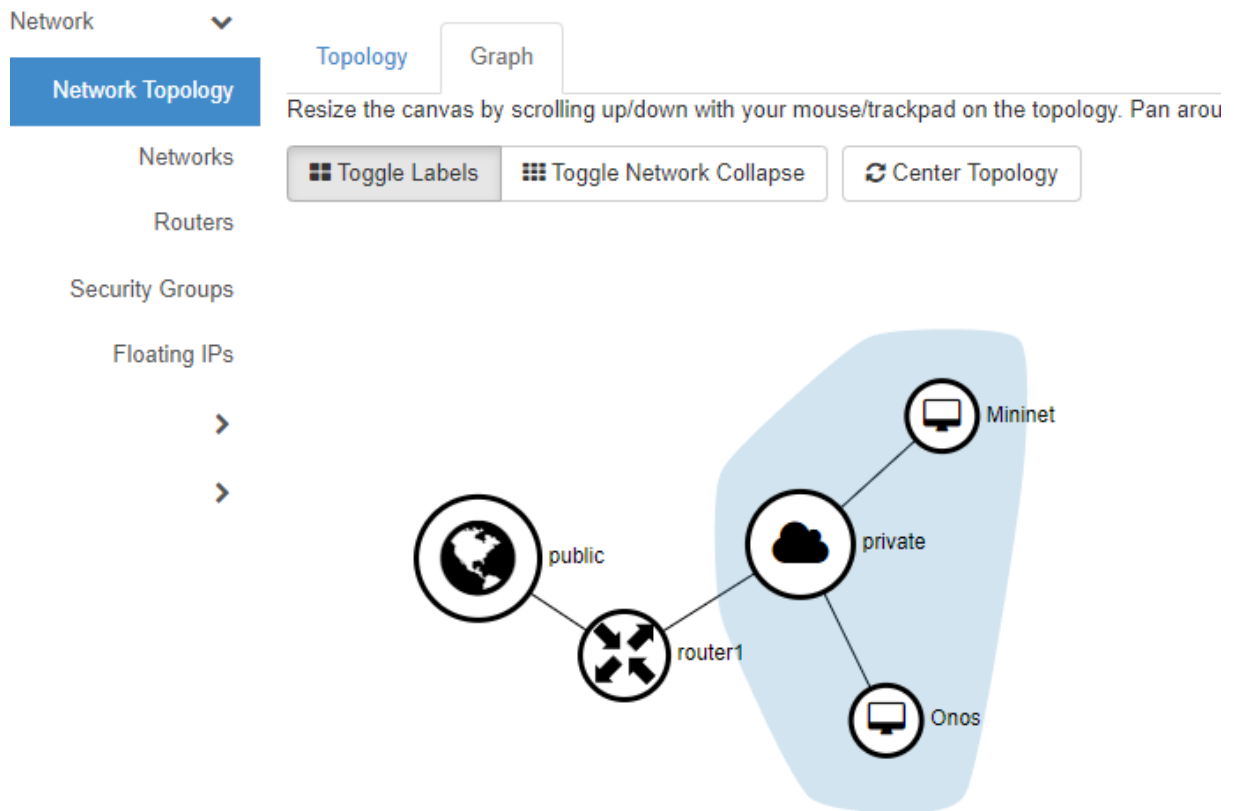 Network
Network Topology
Networks
Routers
Security Groups
Floating IPs
Topology
Graph
Resize the canvas by scrolling up/down with your mouse/trackpad on the topology. Pan arou
Toggle Labels
Toggle Network Collapse
Center Topology
Mininet
private
public
router1
Onos